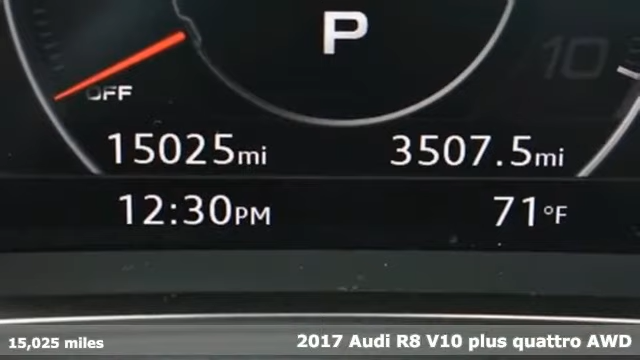 P
10
OFF
15025mi 3507.5mi
12:30PM 71°F
15,025 miles 2017 Audi R8 V10 plus quattro AWD